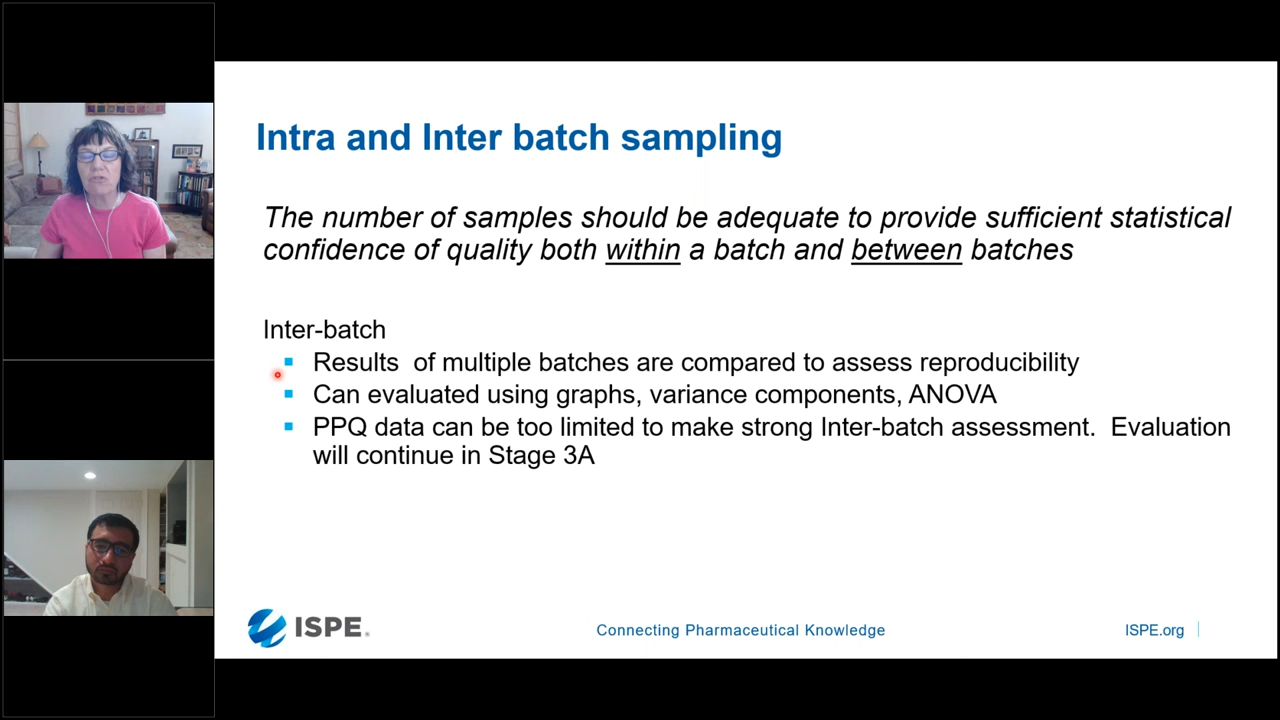 Intra and Inter batch sampling
The number of samples should be adequate to provide sufficient statistical
confidence of quality both within a batch and between batches
Inter-batch
Results of multiple batches are compared to assess reproducibility
Can evaluated using graphs, variance components, ANOVA
PPQ data can be too limited to make strong Inter-batch assessment. Evaluation
will continue in Stage 3A
ISPE®
Connecting Pharmaceutical Knowledge
ISPE.org